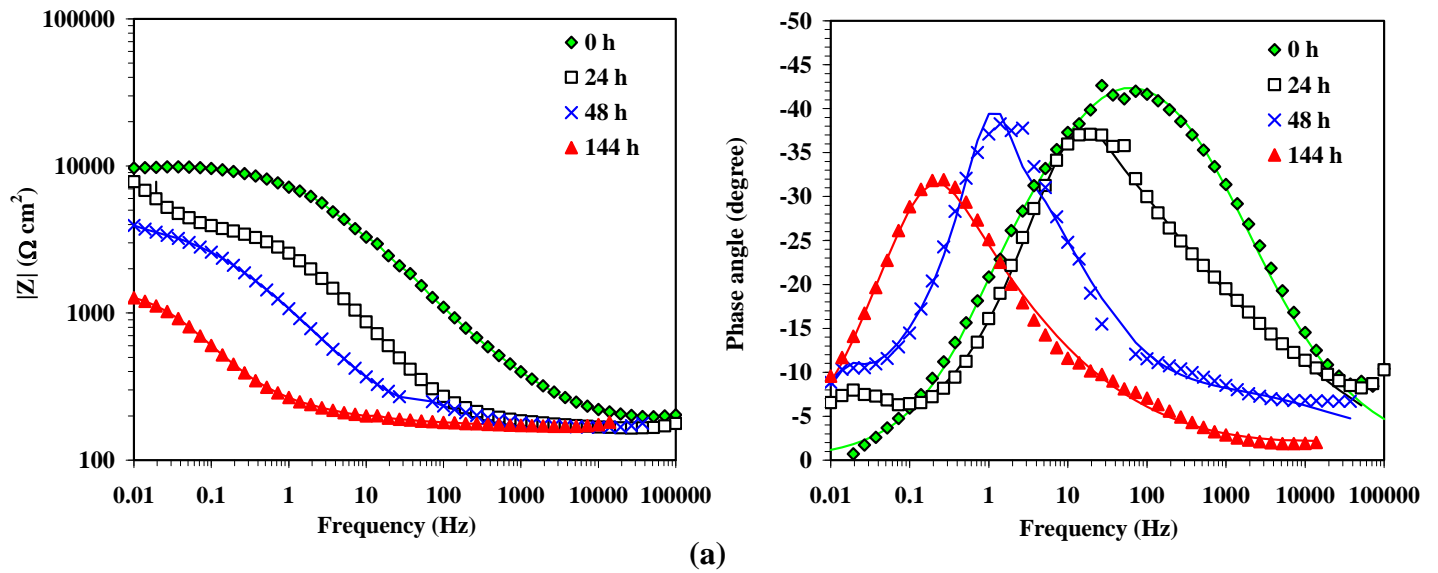 100000
10000
1000
100
|Z| (Ω cm²)
0 h
24 h
48 h
144 h
0.01 0.1 1 10 100 1000 10000 100000
Frequency (Hz)
-50
-45
-40
-35
-30
-25
-20
-15
-10
-5
0
Phase angle (degree)
0 h
24 h
48 h
144 h
0.01 0.1 1 10 100 1000 10000 100000
Frequency (Hz)
(a)